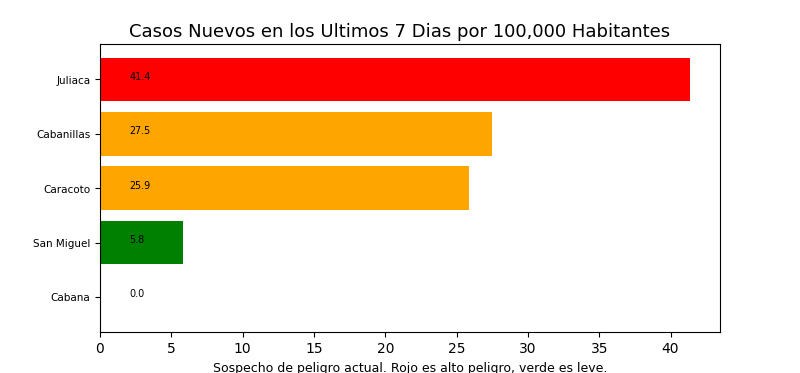 Casos Nuevos en los Ultimos 7 Dias por 100,000 Habitantes
Juliaca 41.4
Cabanillas 27.5
Caracoto 25.9
San Miguel 5.8
Cabana 0.0
0 5 10 15 20 25 30 35 40
Sospecho de peligro actual. Rojo es alto peligro, verde es leve.